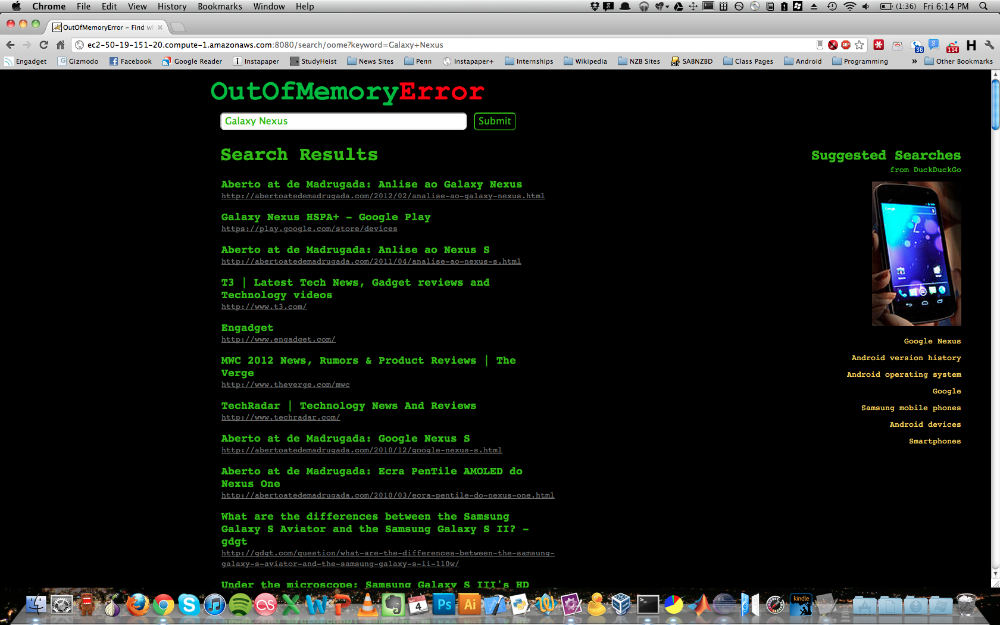 Chrome File Edit View History Bookmarks Window Help (1:36) Fri 6:14 PM
OutOfMemoryError – Find w
ec2-50-19-151-20.compute-1.amazonaws.com:8080/search/oome?keyword=Galaxy+Nexus ABP 36 114 H
Engadget Gizmodo Facebook Google Reader Instapaper StudyHeist News Sites Penn Instapaper+ Internships Wikipedia NZB Sites SABNZBD Class Pages Android Programming » Other Bookmarks
OutOfMemoryError
Galaxy Nexus Submit
Search Results
Aberto at de Madrugada: Anlise ao Galaxy Nexus
http://abertoatedemadrugada.com/2012/02/analise-ao-galaxy-nexus.html
Galaxy Nexus HSPA+ - Google Play
https://play.google.com/store/devices
Aberto at de Madrugada: Anlise ao Nexus S
http://abertoatedemadrugada.com/2011/04/analise-ao-nexus-s.html
T3 | Latest Tech News, Gadget reviews and
Technology videos
http://www.t3.com/
Engadget
http://www.engadget.com/
MWC 2012 News, Rumors & Product Reviews | The
Verge
http://www.theverge.com/mwc
TechRadar | Technology News And Reviews
http://www.techradar.com/
Aberto at de Madrugada: Google Nexus S
http://abertoatedemadrugada.com/2010/12/google-nexus-s.html
Aberto at de Madrugada: Ecra PenTile AMOLED do
Nexus One
http://abertoatedemadrugada.com/2010/03/ecra-pentile-do-nexus-one.html
What are the differences between the Samsung
Galaxy S Aviator and the Samsung Galaxy S II? -
gdgt
http://gdgt.com/question/what-are-the-differences-between-the-samsung-
galaxy-s-aviator-and-the-samsung-galaxy-s-ii-110w/
Under the microscope: Samsung Galaxy S III's HD
Suggested Searches
from DuckDuckGo
Google Nexus
Android version history
Android operating system
Google
Samsung mobile phones
Android devices
Smartphones
MAY 4 Ps Ai kindle